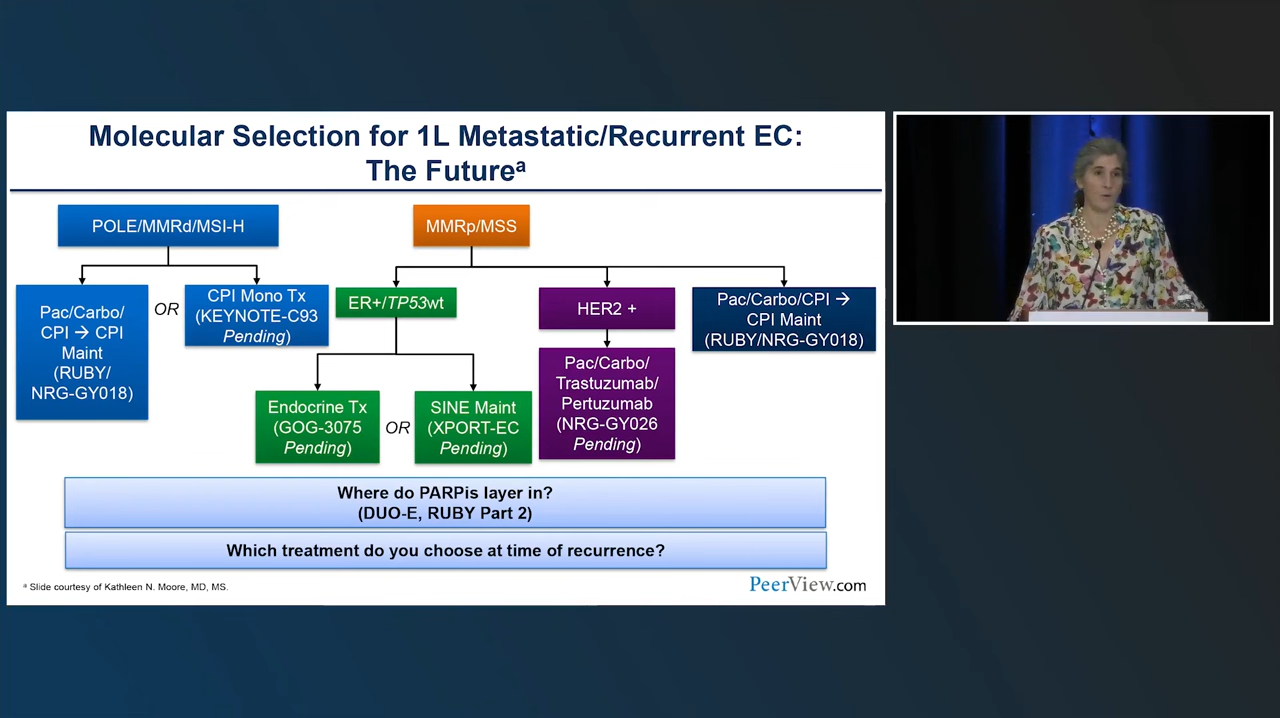 Molecular Selection for 1L Metastatic/Recurrent EC:
The Futureᵃ
POLE/MMRd/MSI-H
Pac/Carbo/
CPI → CPI
Maint
(RUBY/
NRG-GY018)
OR
CPI Mono Tx
(KEYNOTE-C93
Pending)
MMRp/MSS
ER+/TP53wt
Endocrine Tx
(GOG-3075
Pending)
OR
SINE Maint
(XPORT-EC
Pending)
HER2 +
Pac/Carbo/
Trastuzumab/
Pertuzumab
(NRG-GY026
Pending)
Pac/Carbo/CPI →
CPI Maint
(RUBY/NRG-GY018)
Where do PARPis layer in?
(DUO-E, RUBY Part 2)
Which treatment do you choose at time of recurrence?
ᵃ Slide courtesy of Kathleen N. Moore, MD, MS.
PeerView.com